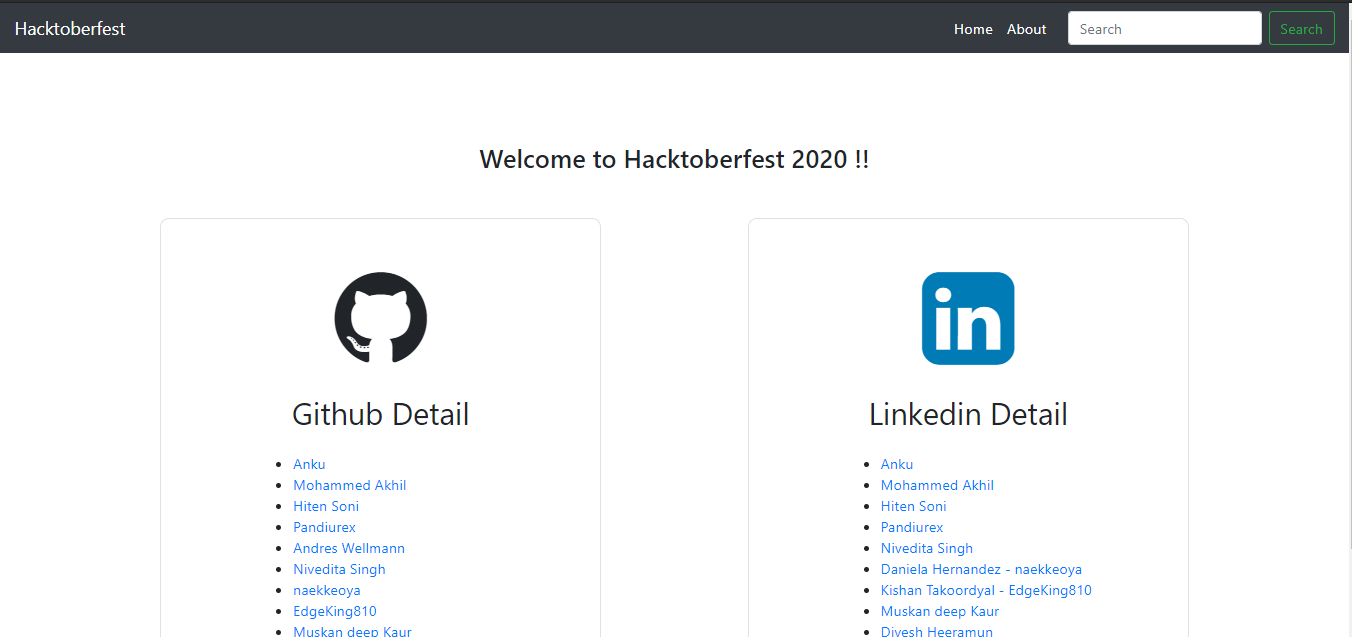 Hacktoberfest Home About Search Search
Welcome to Hacktoberfest 2020 !!
in
Github Detail
Anku
Mohammed Akhil
Hiten Soni
Pandiurex
Andres Wellmann
Nivedita Singh
naekkeoya
EdgeKing810
Muskan deep Kaur
Linkedin Detail
Anku
Mohammed Akhil
Hiten Soni
Pandiurex
Nivedita Singh
Daniela Hernandez - naekkeoya
Kishan Takoordyal - EdgeKing810
Muskan deep Kaur
Divesh Heeramun